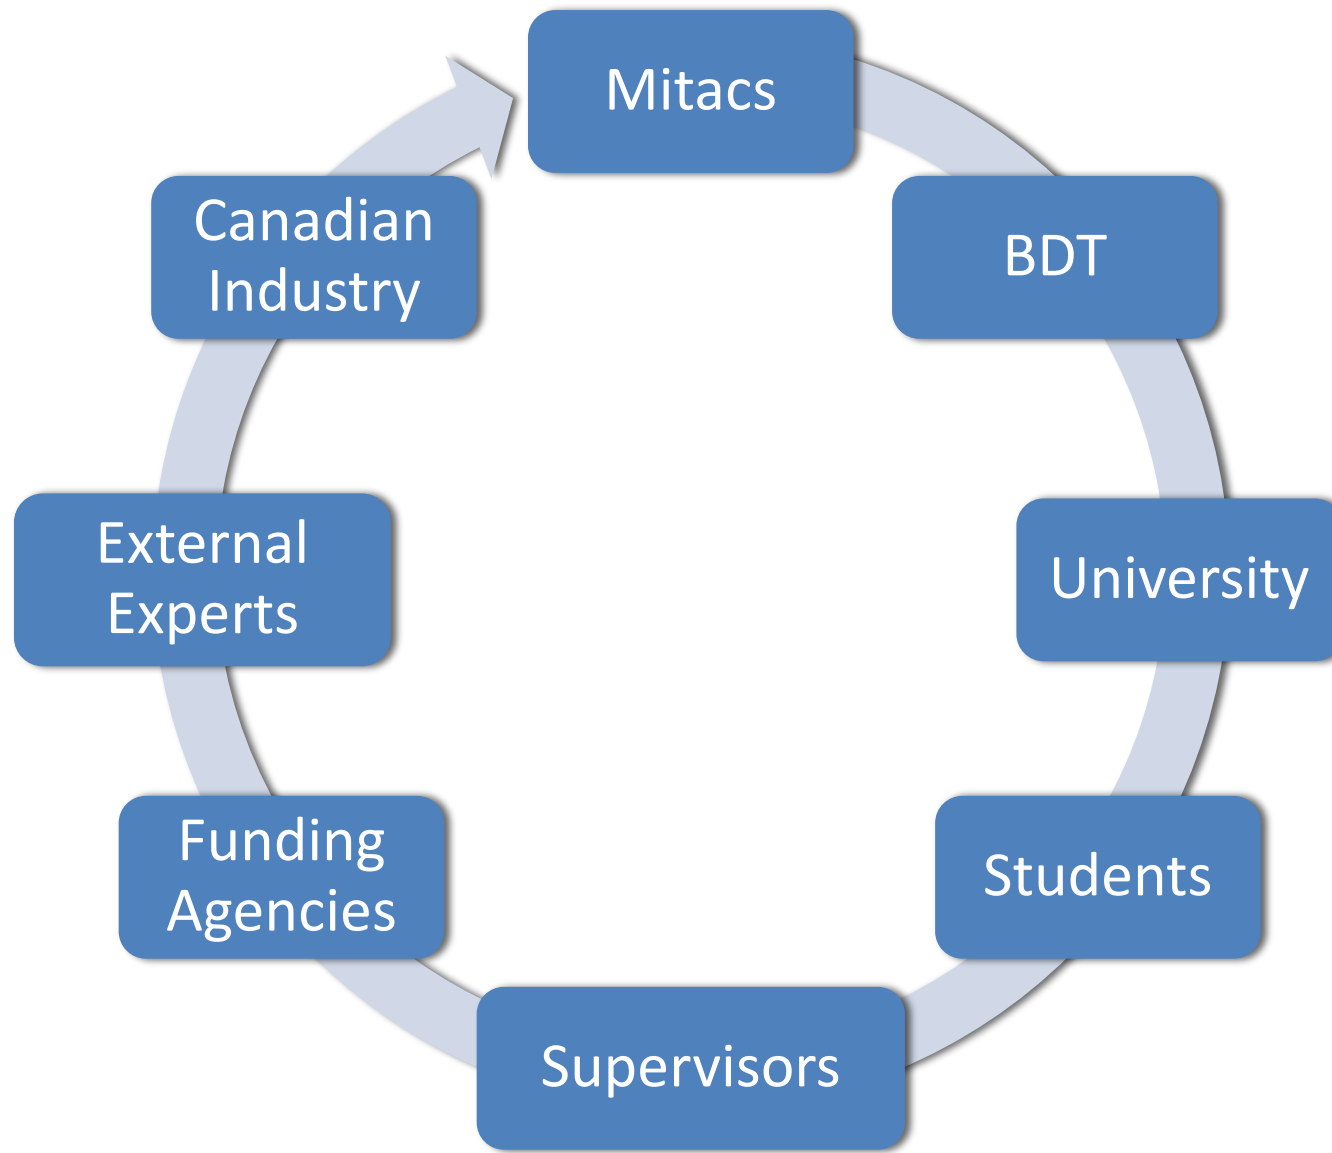 Mitacs
BDT
University
Students
Supervisors
Funding
Agencies
External
Experts
Canadian
Industry